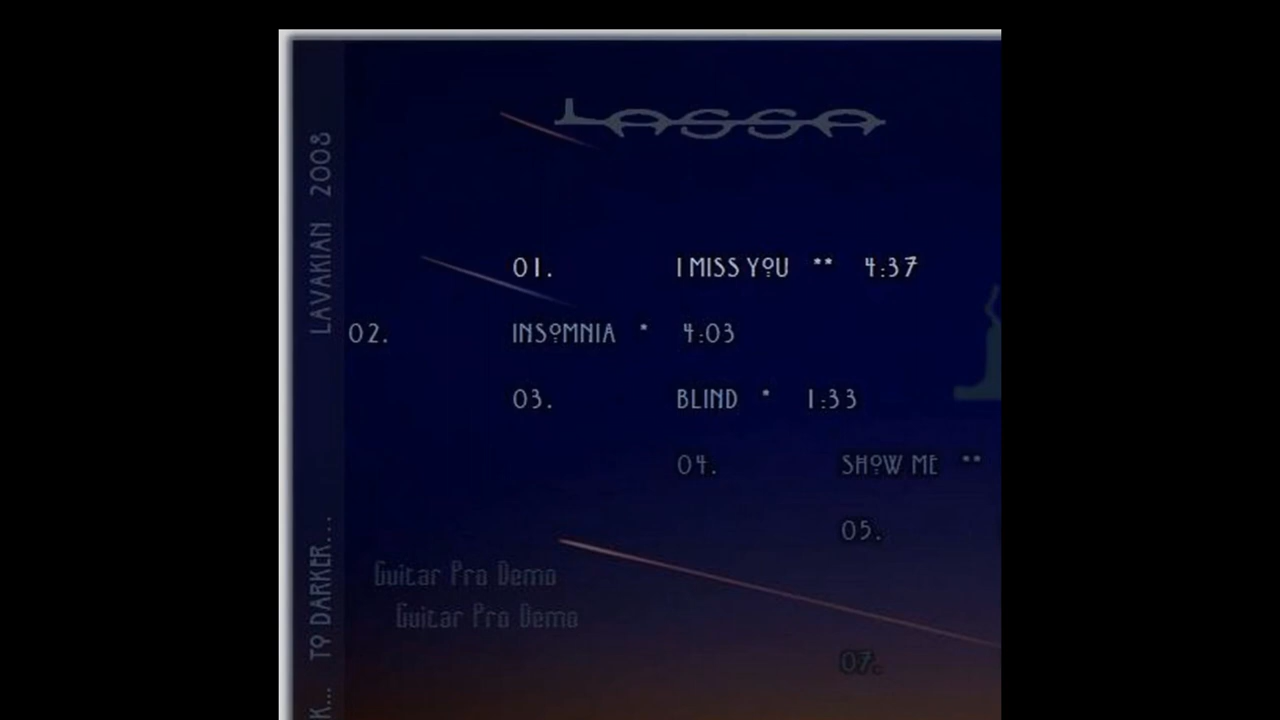 LASSA
01. I MISS YOU ** 4:37
02. INSOMNIA * 4:03
03. BLIND * 1:33
04. SHOW ME **
05.
07.
Guitar Pro Demo
Guitar Pro Demo
LAVAKIAN 2008
TO DARKER...
K...